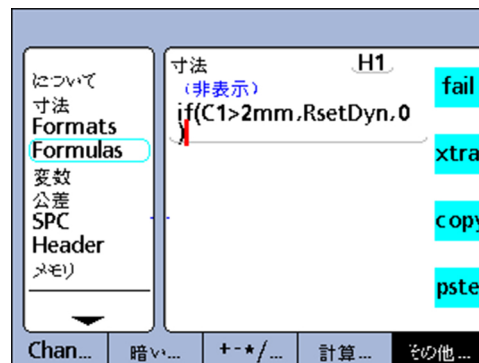 について
寸法
Formats
Formulas
変数
公差
SPC
Header
メモリ
寸法 H1
(非表示)
if(C1>2mm,RsetDyn,0
)
fail
xtra
copy
pste
Chan...
暗い...
+-*/...
計算...
その他...